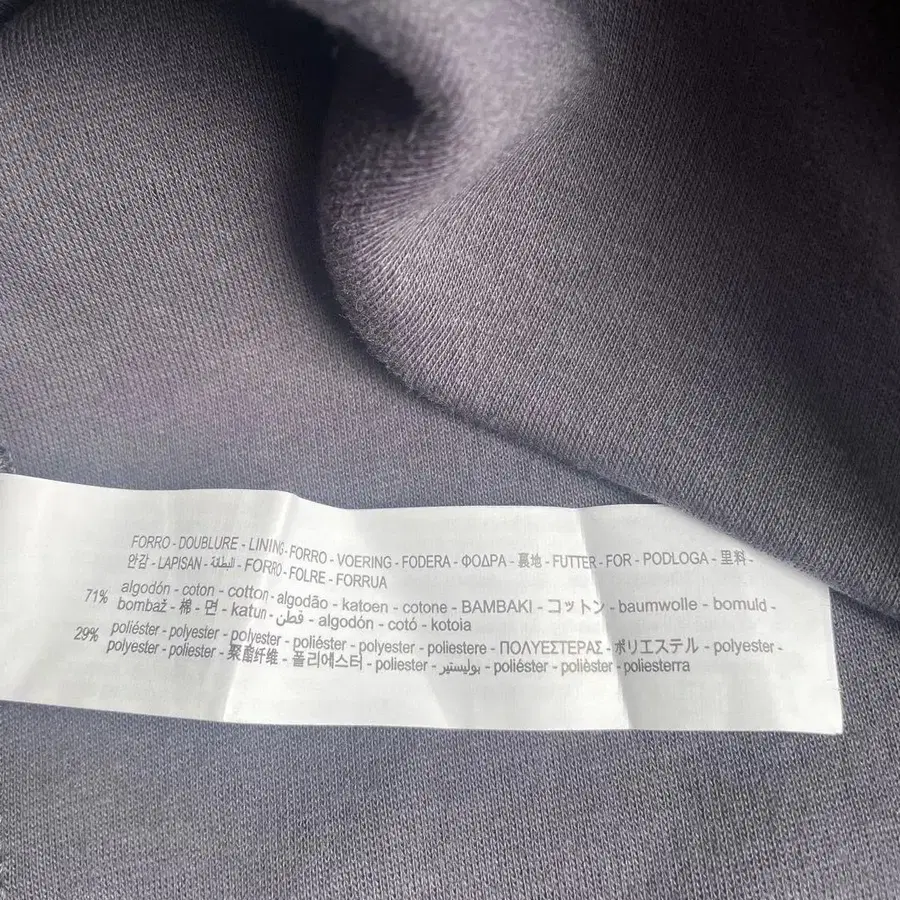 FORRO - DOUBLURE - LINING - FORRO - VOERING - FODERA - ΦΟΔΡΑ - 裏地 - FUTTER - FOR - PODLOGA - 里料 -
안감 - LAPISAN - البطانة - FORRO - FOLRE - FORRUA
71% algodón - coton - cotton - algodão - katoen - cotone - BAMBAKI - コットン - baumwolle - bomuld -
bombaž - 棉 - 면 - katun - قطن - algodón - cotó - kotoia
29% poliéster - polyester - polyester - poliéster - polyester - poliestere - ΠΟΛΥΕΣΤΕΡΑΣ - ポリエステル - polyester -
polyester - poliester - 聚酯纤维 - 폴리에스터 - poliester - بوليستير - poliéster - polièster - poliesterra